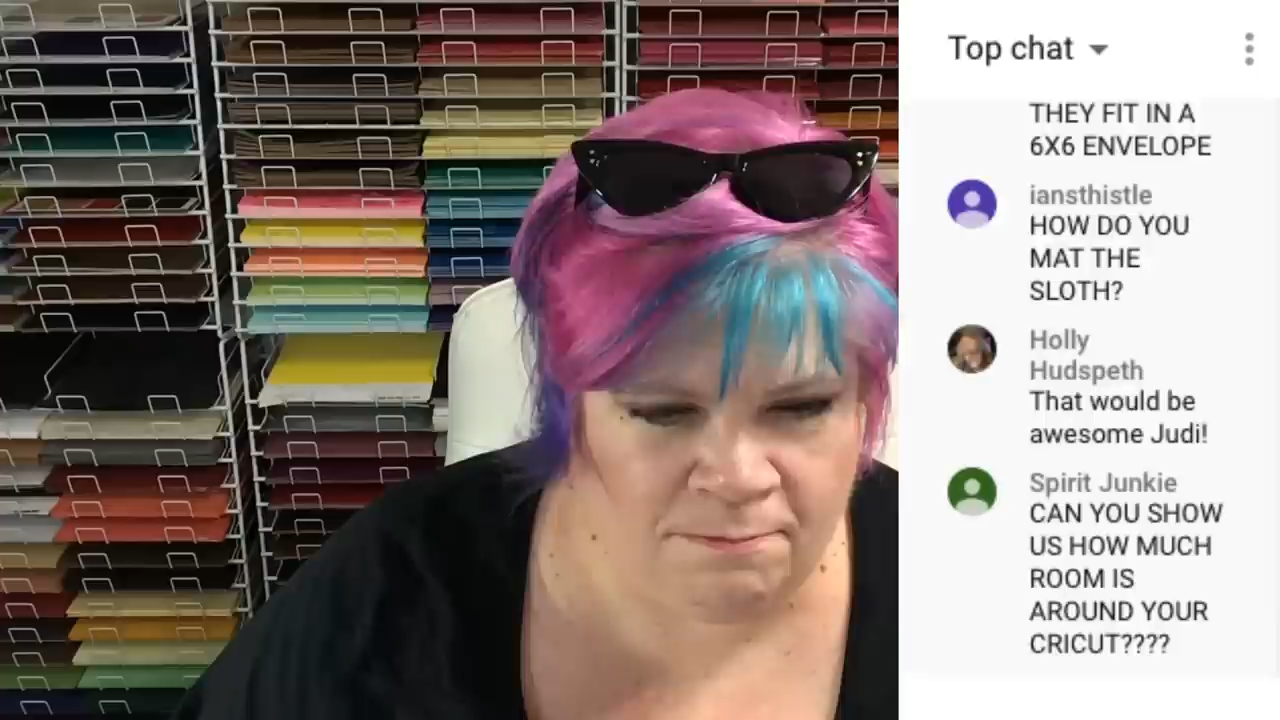 Top chat
THEY FIT IN A
6X6 ENVELOPE
iansthistle
HOW DO YOU
MAT THE
SLOTH?
Holly
Hudspeth
That would be
awesome Judi!
Spirit Junkie
CAN YOU SHOW
US HOW MUCH
ROOM IS
AROUND YOUR
CRICUT????